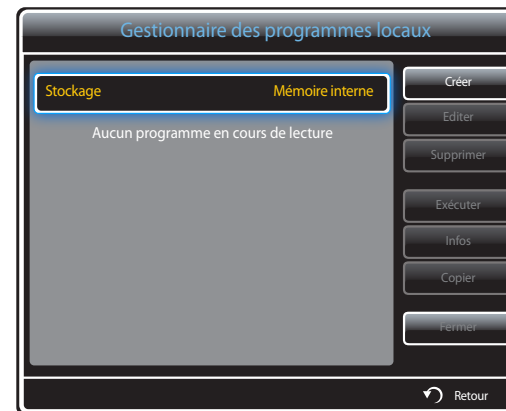 Gestionnaire des programmes locaux
Stockage Mémoire interne
Aucun programme en cours de lecture
Créer
Editer
Supprimer
Exécuter
Infos
Copier
Fermer
Retour